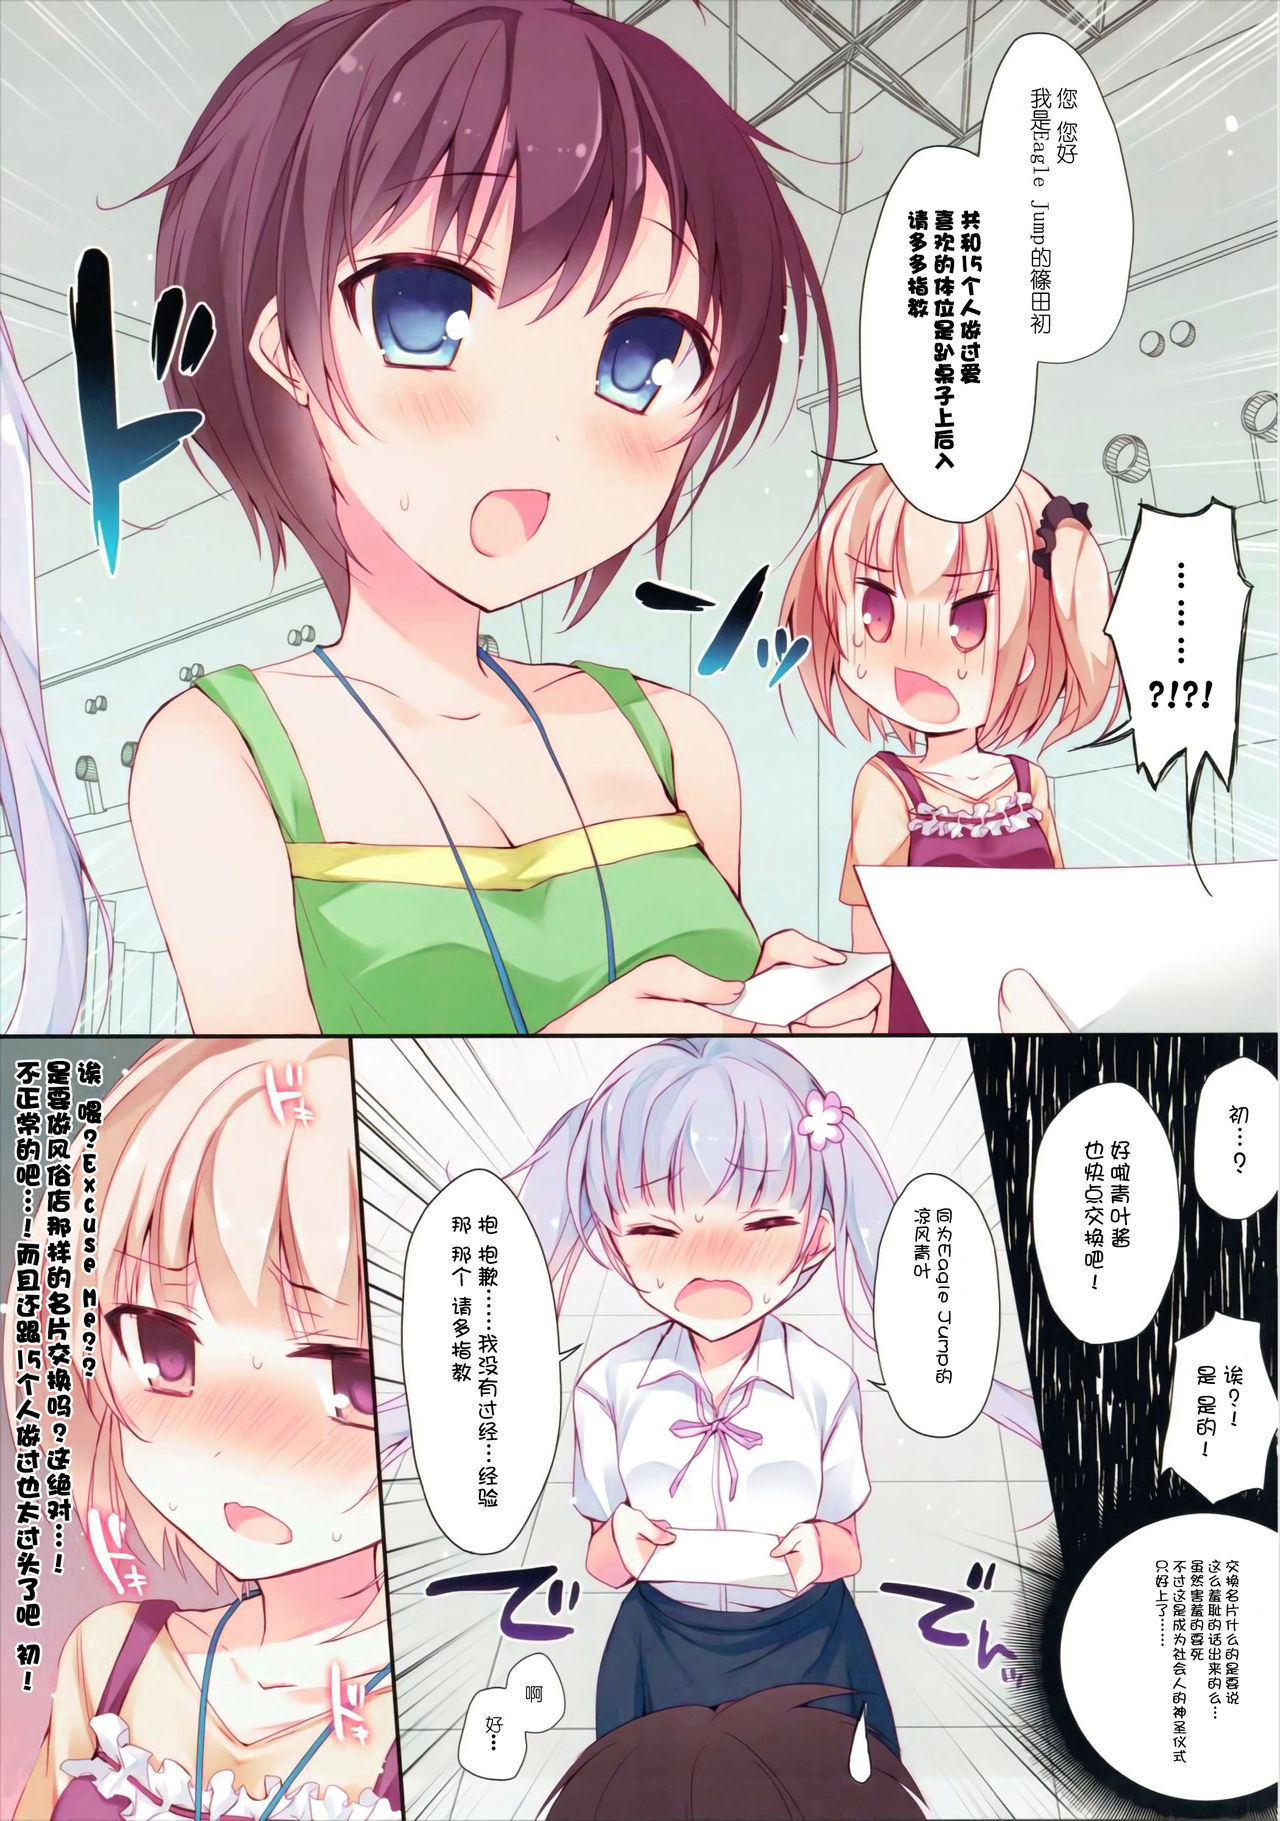 您 您好
我是Eagle Jump的篠田初
共和15个人做过爱
喜欢的体位是趴桌子上后入
请多多指教
………?!?!
ドーンッ
初…?
好啦青叶酱
也快点交换吧！
诶?！
是 是的！
交换名片什么的是要说
这么羞耻的话出来的么…
虽然害羞的要死
不过这是成为社会人的神圣仪式
只好上了……
同为Eagle Jump的
凉风青叶
抱 抱歉……我没有过经…经验
那 那个 请多指教
でーんッ
啊
好…
诶 喂?Excuse Me??
是要做风俗店那样的名片交换吗?这绝对…！
不正常的吧…！而且还跟15个人做过也太过头了吧 初！
ドキ
ドキ
ドキ